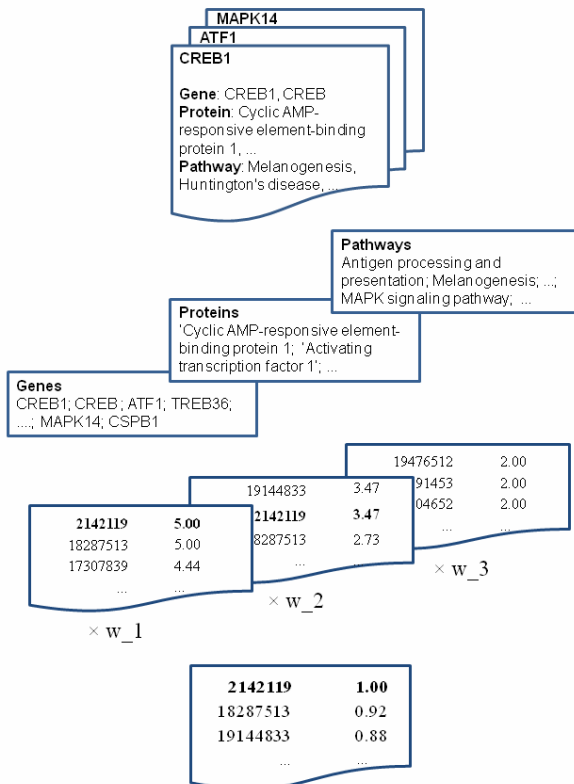 MAPK14
ATF1
CREB1
Gene: CREB1, CREB
Protein: Cyclic AMP-
responsive element-binding
protein 1, ...
Pathway: Melanogenesis,
Huntington's disease, ...
Pathways
Antigen processing and
presentation; Melanogenesis; ...;
MAPK signaling pathway; ...
Proteins
'Cyclic AMP-responsive element-
binding protein 1; 'Activating
transcription factor 1'; ...
Genes
CREB1; CREB; ATF1; TREB36;
....; MAPK14; CSPB1
19476512 2.00
91453 2.00
04652 2.00
... ...
× w_3
19144833 3.47
2142119 3.47
8287513 2.73
... ...
× w_2
2142119 5.00
18287513 5.00
17307839 4.44
... ...
× w_1
2142119 1.00
18287513 0.92
19144833 0.88
... ...